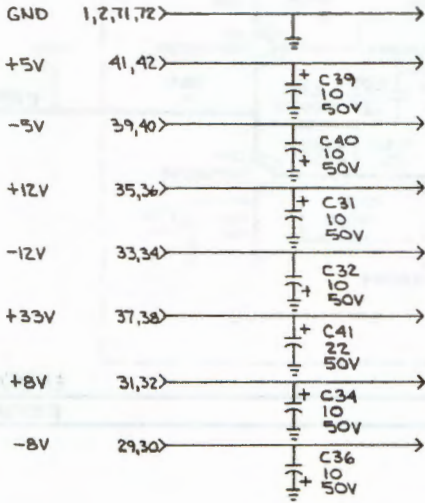 GND 1,2,71,72
+5V 41,42
+ C39
10
50V
-5V 39,40
C40
10
+ 50V
+12V 35,36
+ C31
10
50V
-12V 33,34
C32
10
+ 50V
+33V 37,38
+ C41
22
50V
+8V 31,32
+ C34
10
50V
-8V 29,30
C36
+ 10
50V